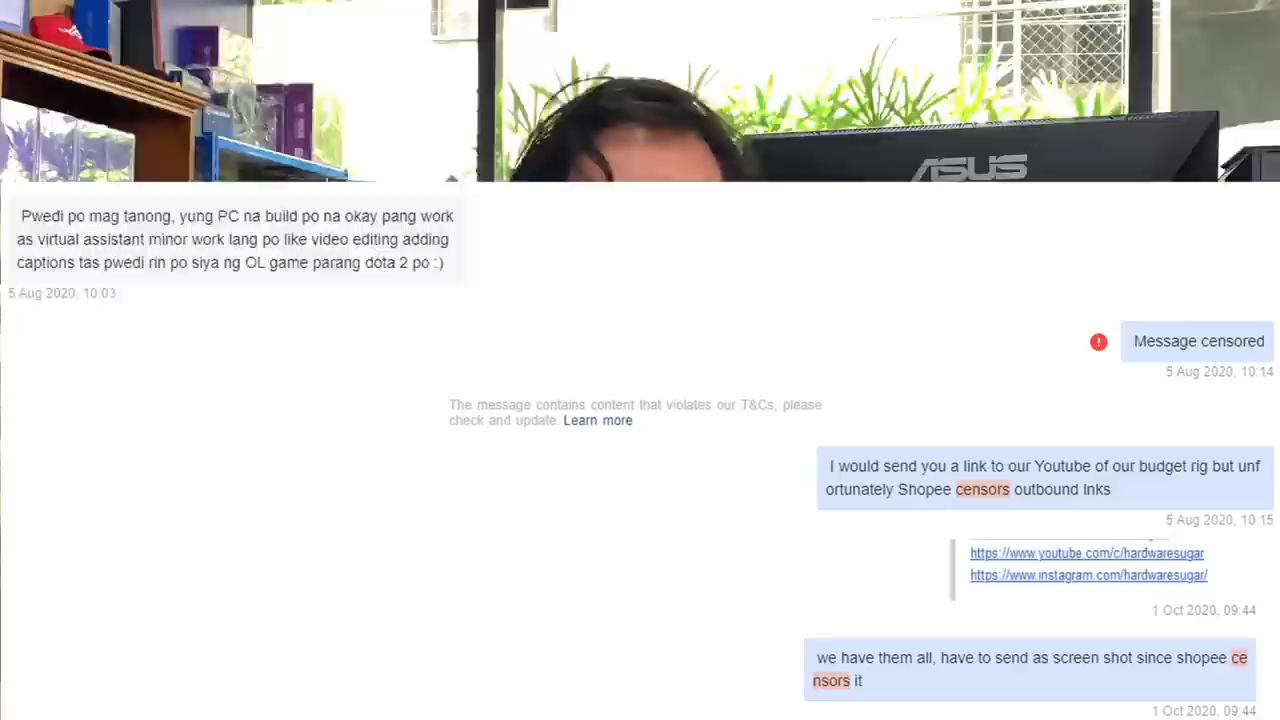 ASUS
Pwedi po mag tanong, yung PC na build po na okay pang work
as virtual assistant minor work lang po like video editing adding
captions tas pwedi rin po siya ng OL game parang dota 2 po :)
5 Aug 2020, 10:03
! Message censored
5 Aug 2020, 10:14
The message contains content that violates our T&Cs, please
check and update. Learn more
I would send you a link to our Youtube of our budget rig but unf
ortunately Shopee censors outbound lnks
5 Aug 2020, 10:15
https://www.youtube.com/c/hardwaresugar
https://www.instagram.com/hardwaresugar/
1 Oct 2020, 09:44
we have them all, have to send as screen shot since shopee ce
nsors it
1 Oct 2020, 09:44